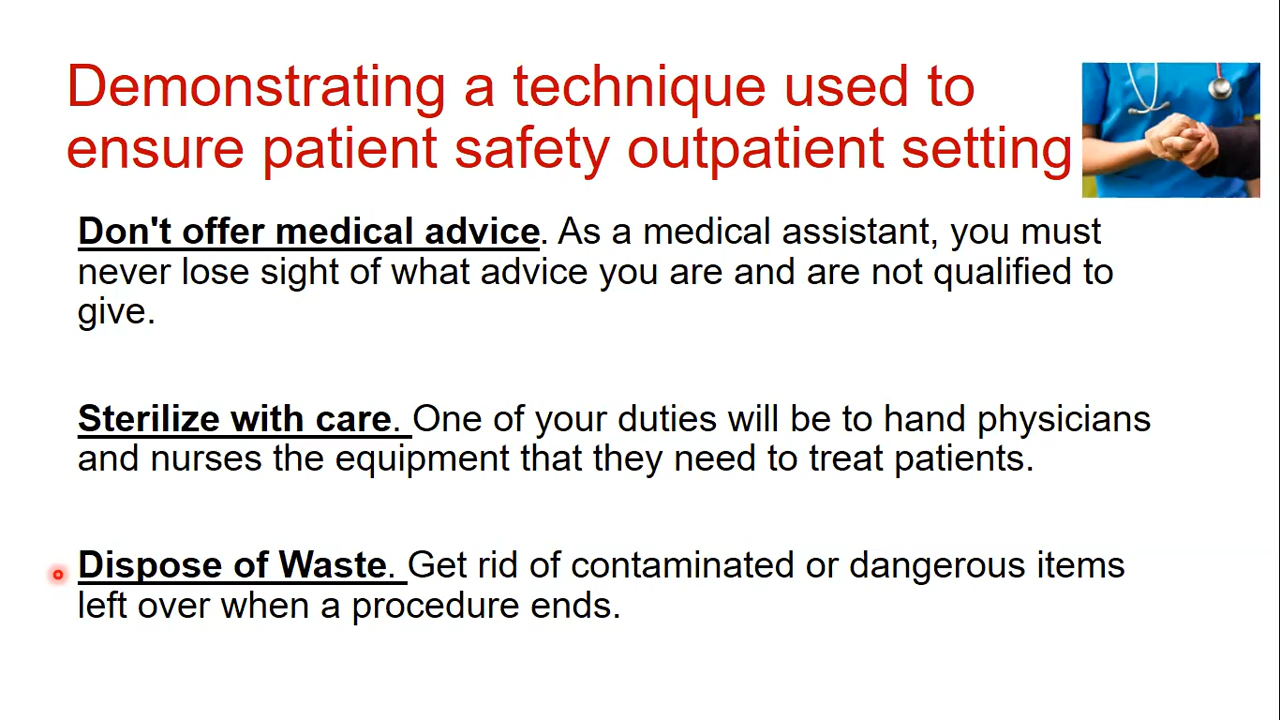 Demonstrating a technique used to
ensure patient safety outpatient setting
Don't offer medical advice. As a medical assistant, you must
never lose sight of what advice you are and are not qualified to
give.
Sterilize with care. One of your duties will be to hand physicians
and nurses the equipment that they need to treat patients.
Dispose of Waste. Get rid of contaminated or dangerous items
left over when a procedure ends.